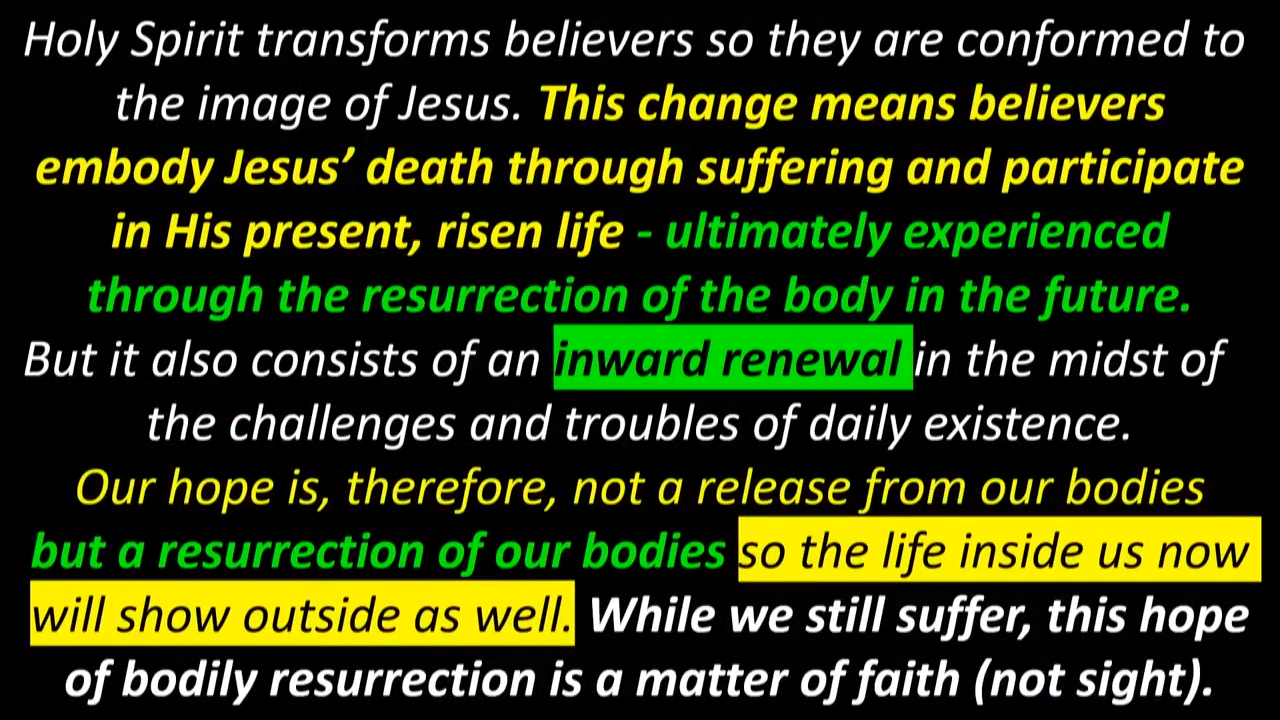 Holy Spirit transforms believers so they are conformed to
the image of Jesus. This change means believers
embody Jesus’ death through suffering and participate
in His present, risen life - ultimately experienced
through the resurrection of the body in the future.
But it also consists of an inward renewal in the midst of
the challenges and troubles of daily existence.
Our hope is, therefore, not a release from our bodies
but a resurrection of our bodies so the life inside us now
will show outside as well. While we still suffer, this hope
of bodily resurrection is a matter of faith (not sight).